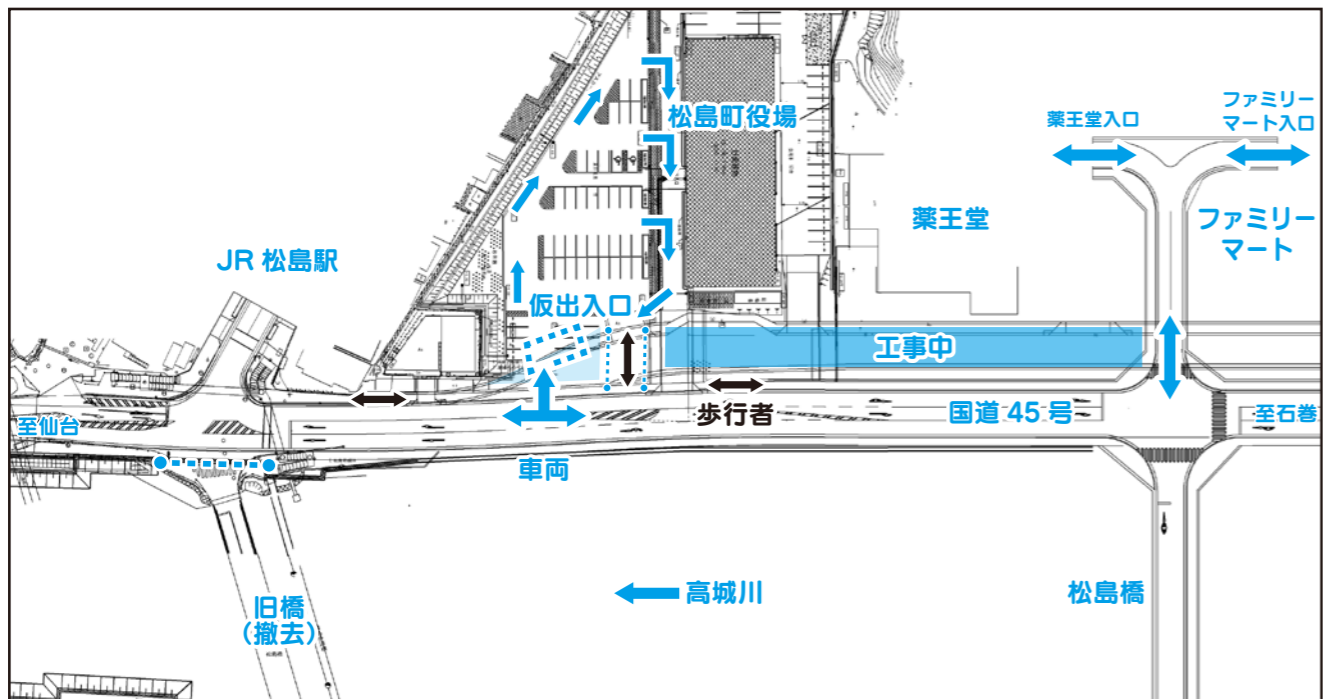 松島町役場
薬王堂入口
ファミリー
マート入口
JR 松島駅
薬王堂
ファミリー
マート
仮出入口
工事中
至仙台
歩行者
国道 45 号
至石巻
車両
高城川
松島橋
旧橋
（撤去）
松島橋